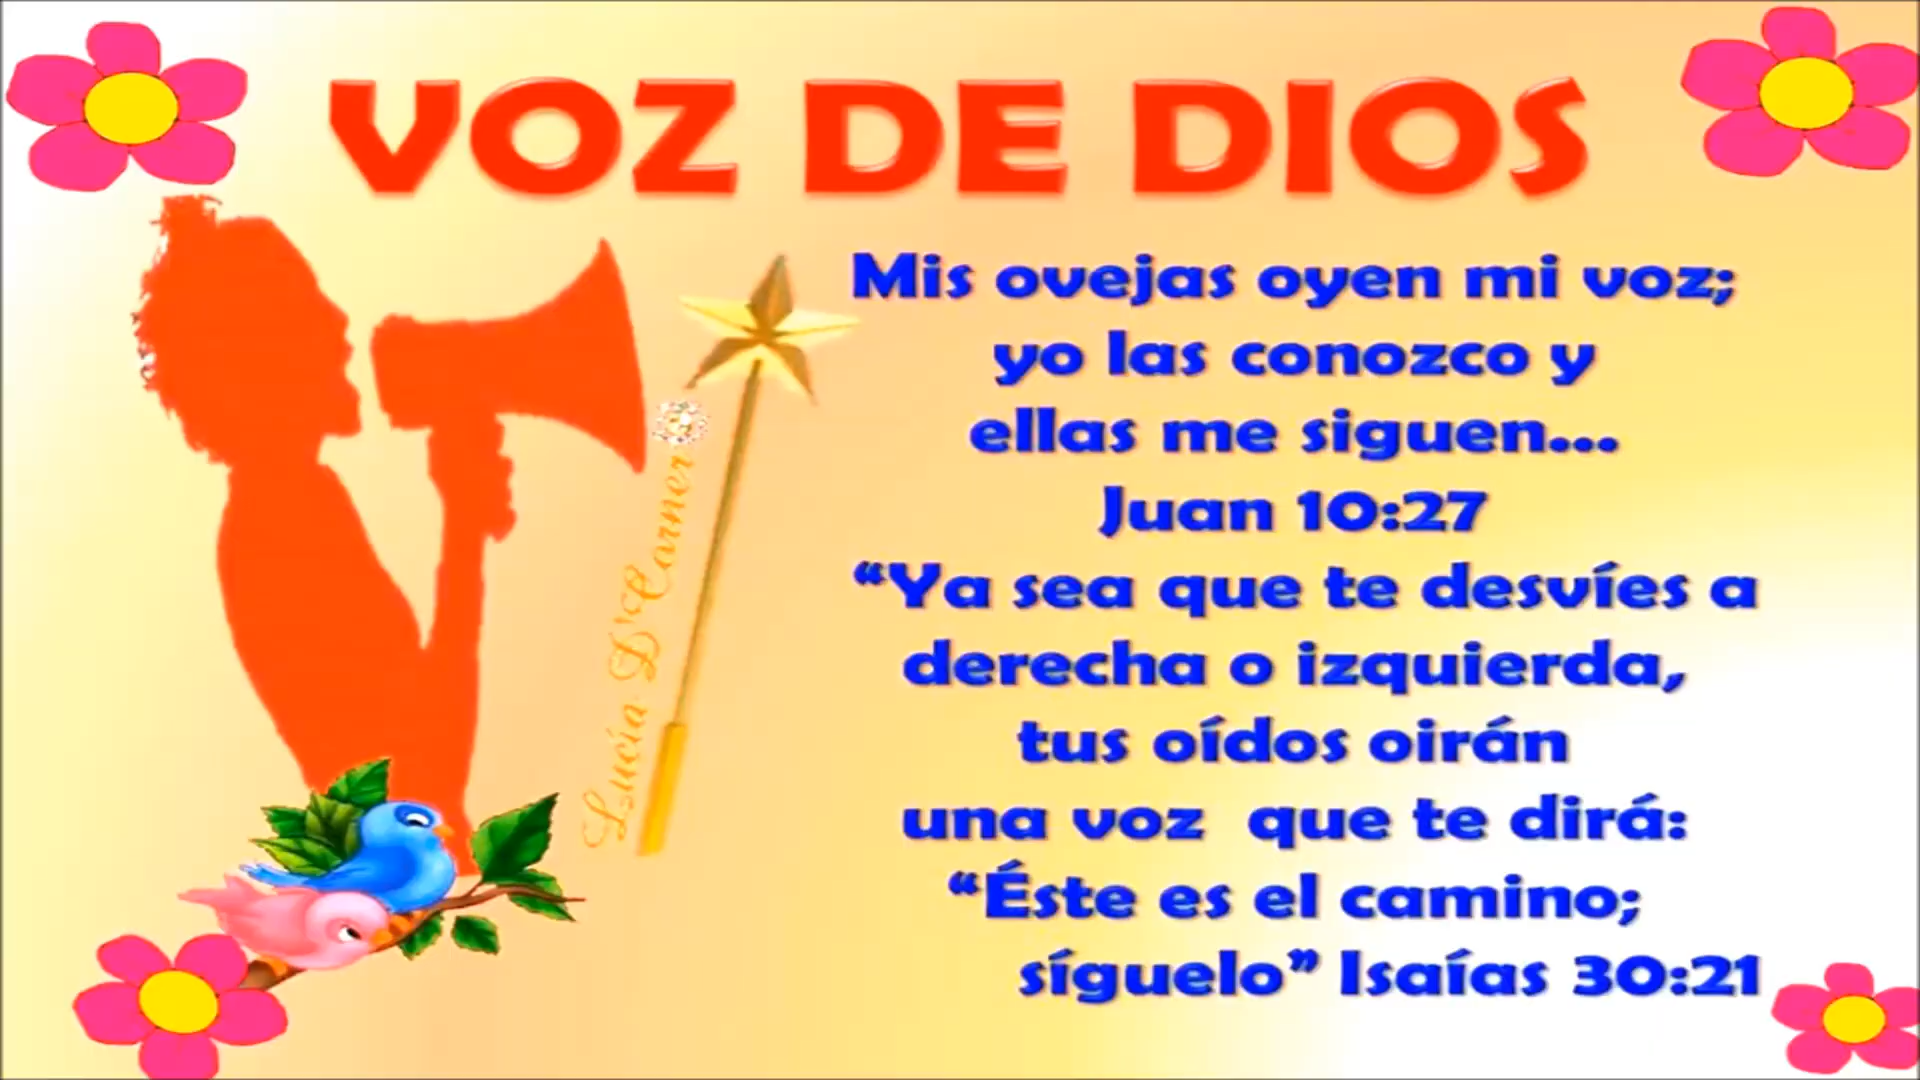 VOZ DE DIOS
Mis ovejas oyen mi voz;
yo las conozco y
ellas me siguen...
Juan 10:27
“Ya sea que te desvíes a
derecha o izquierda,
tus oídos oirán
una voz que te dirá:
“Éste es el camino;
síguelo” Isaías 30:21
Lucía D'Corner